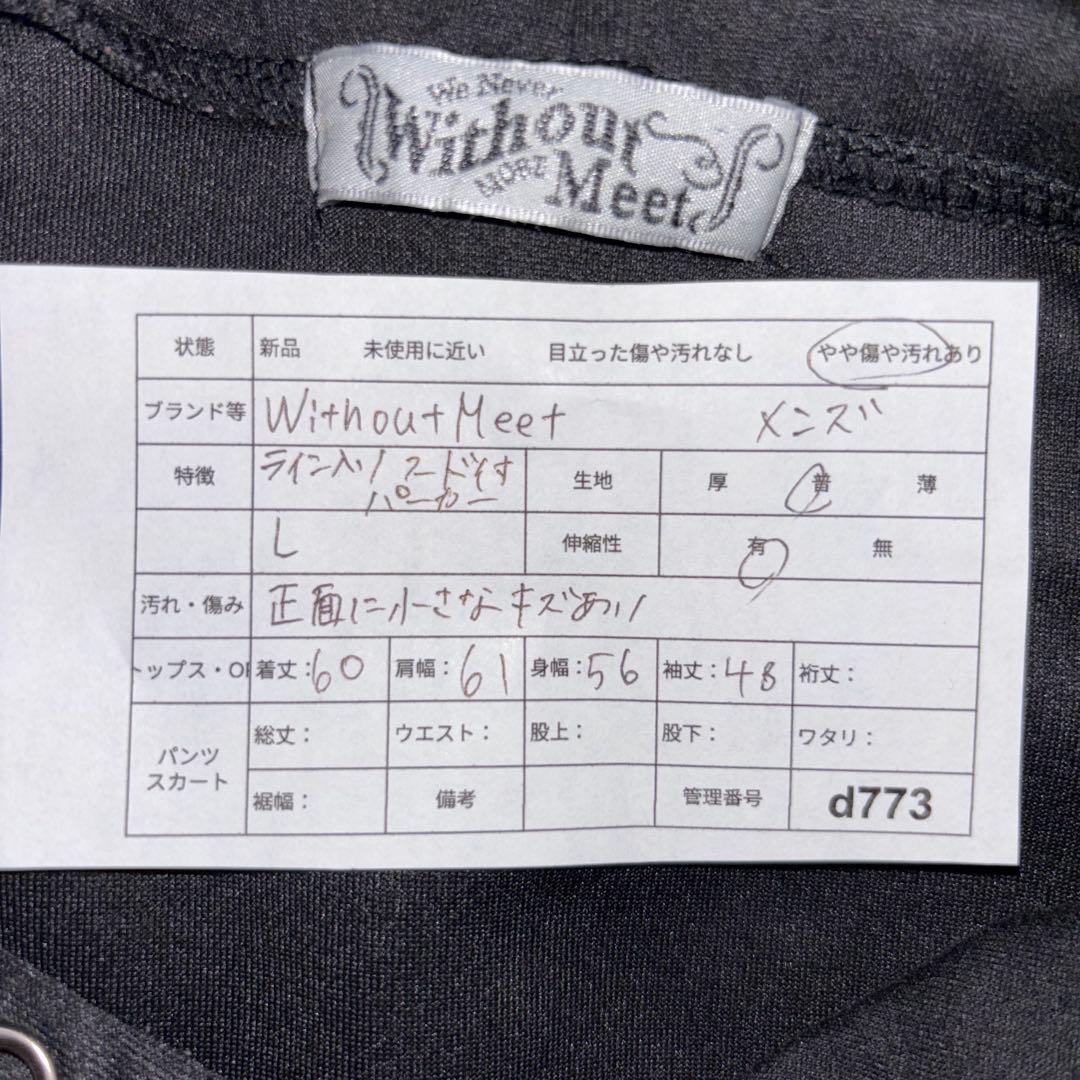 We Never
Without
MORE
Meet
状態 新品 未使用に近い 目立った傷や汚れなし やや傷や汚れあり
ブランド等 WithoutMeet メンズ
特徴 ライン入り フード付き 生地 厚 普 薄
パーカー
L 伸縮性 有 無
汚れ・傷み 正面に小さなキズあり
トップス・O 着丈:60 肩幅:61 身幅:56 袖丈:48 裄丈:
パンツ 総丈: ウエスト: 股上: 股下: ワタリ:
スカート 裾幅: 備考 管理番号 d773